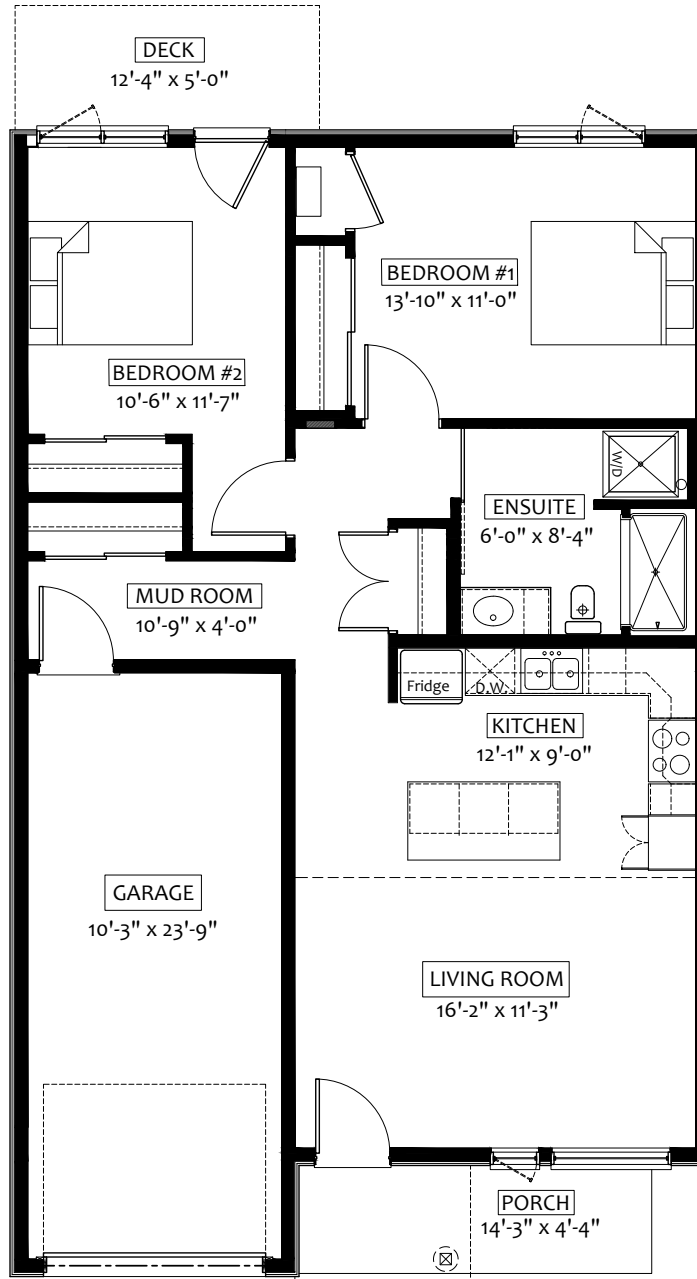 DECK
12'-4" x 5'-0"
BEDROOM #1
13'-10" x 11'-0"
BEDROOM #2
10'-6" x 11'-7"
W/D
ENSUITE
6'-0" x 8'-4"
MUD ROOM
10'-9" x 4'-0"
Fridge
D.W.
KITCHEN
12'-1" x 9'-0"
GARAGE
10'-3" x 23'-9"
LIVING ROOM
16'-2" x 11'-3"
PORCH
14'-3" x 4'-4"